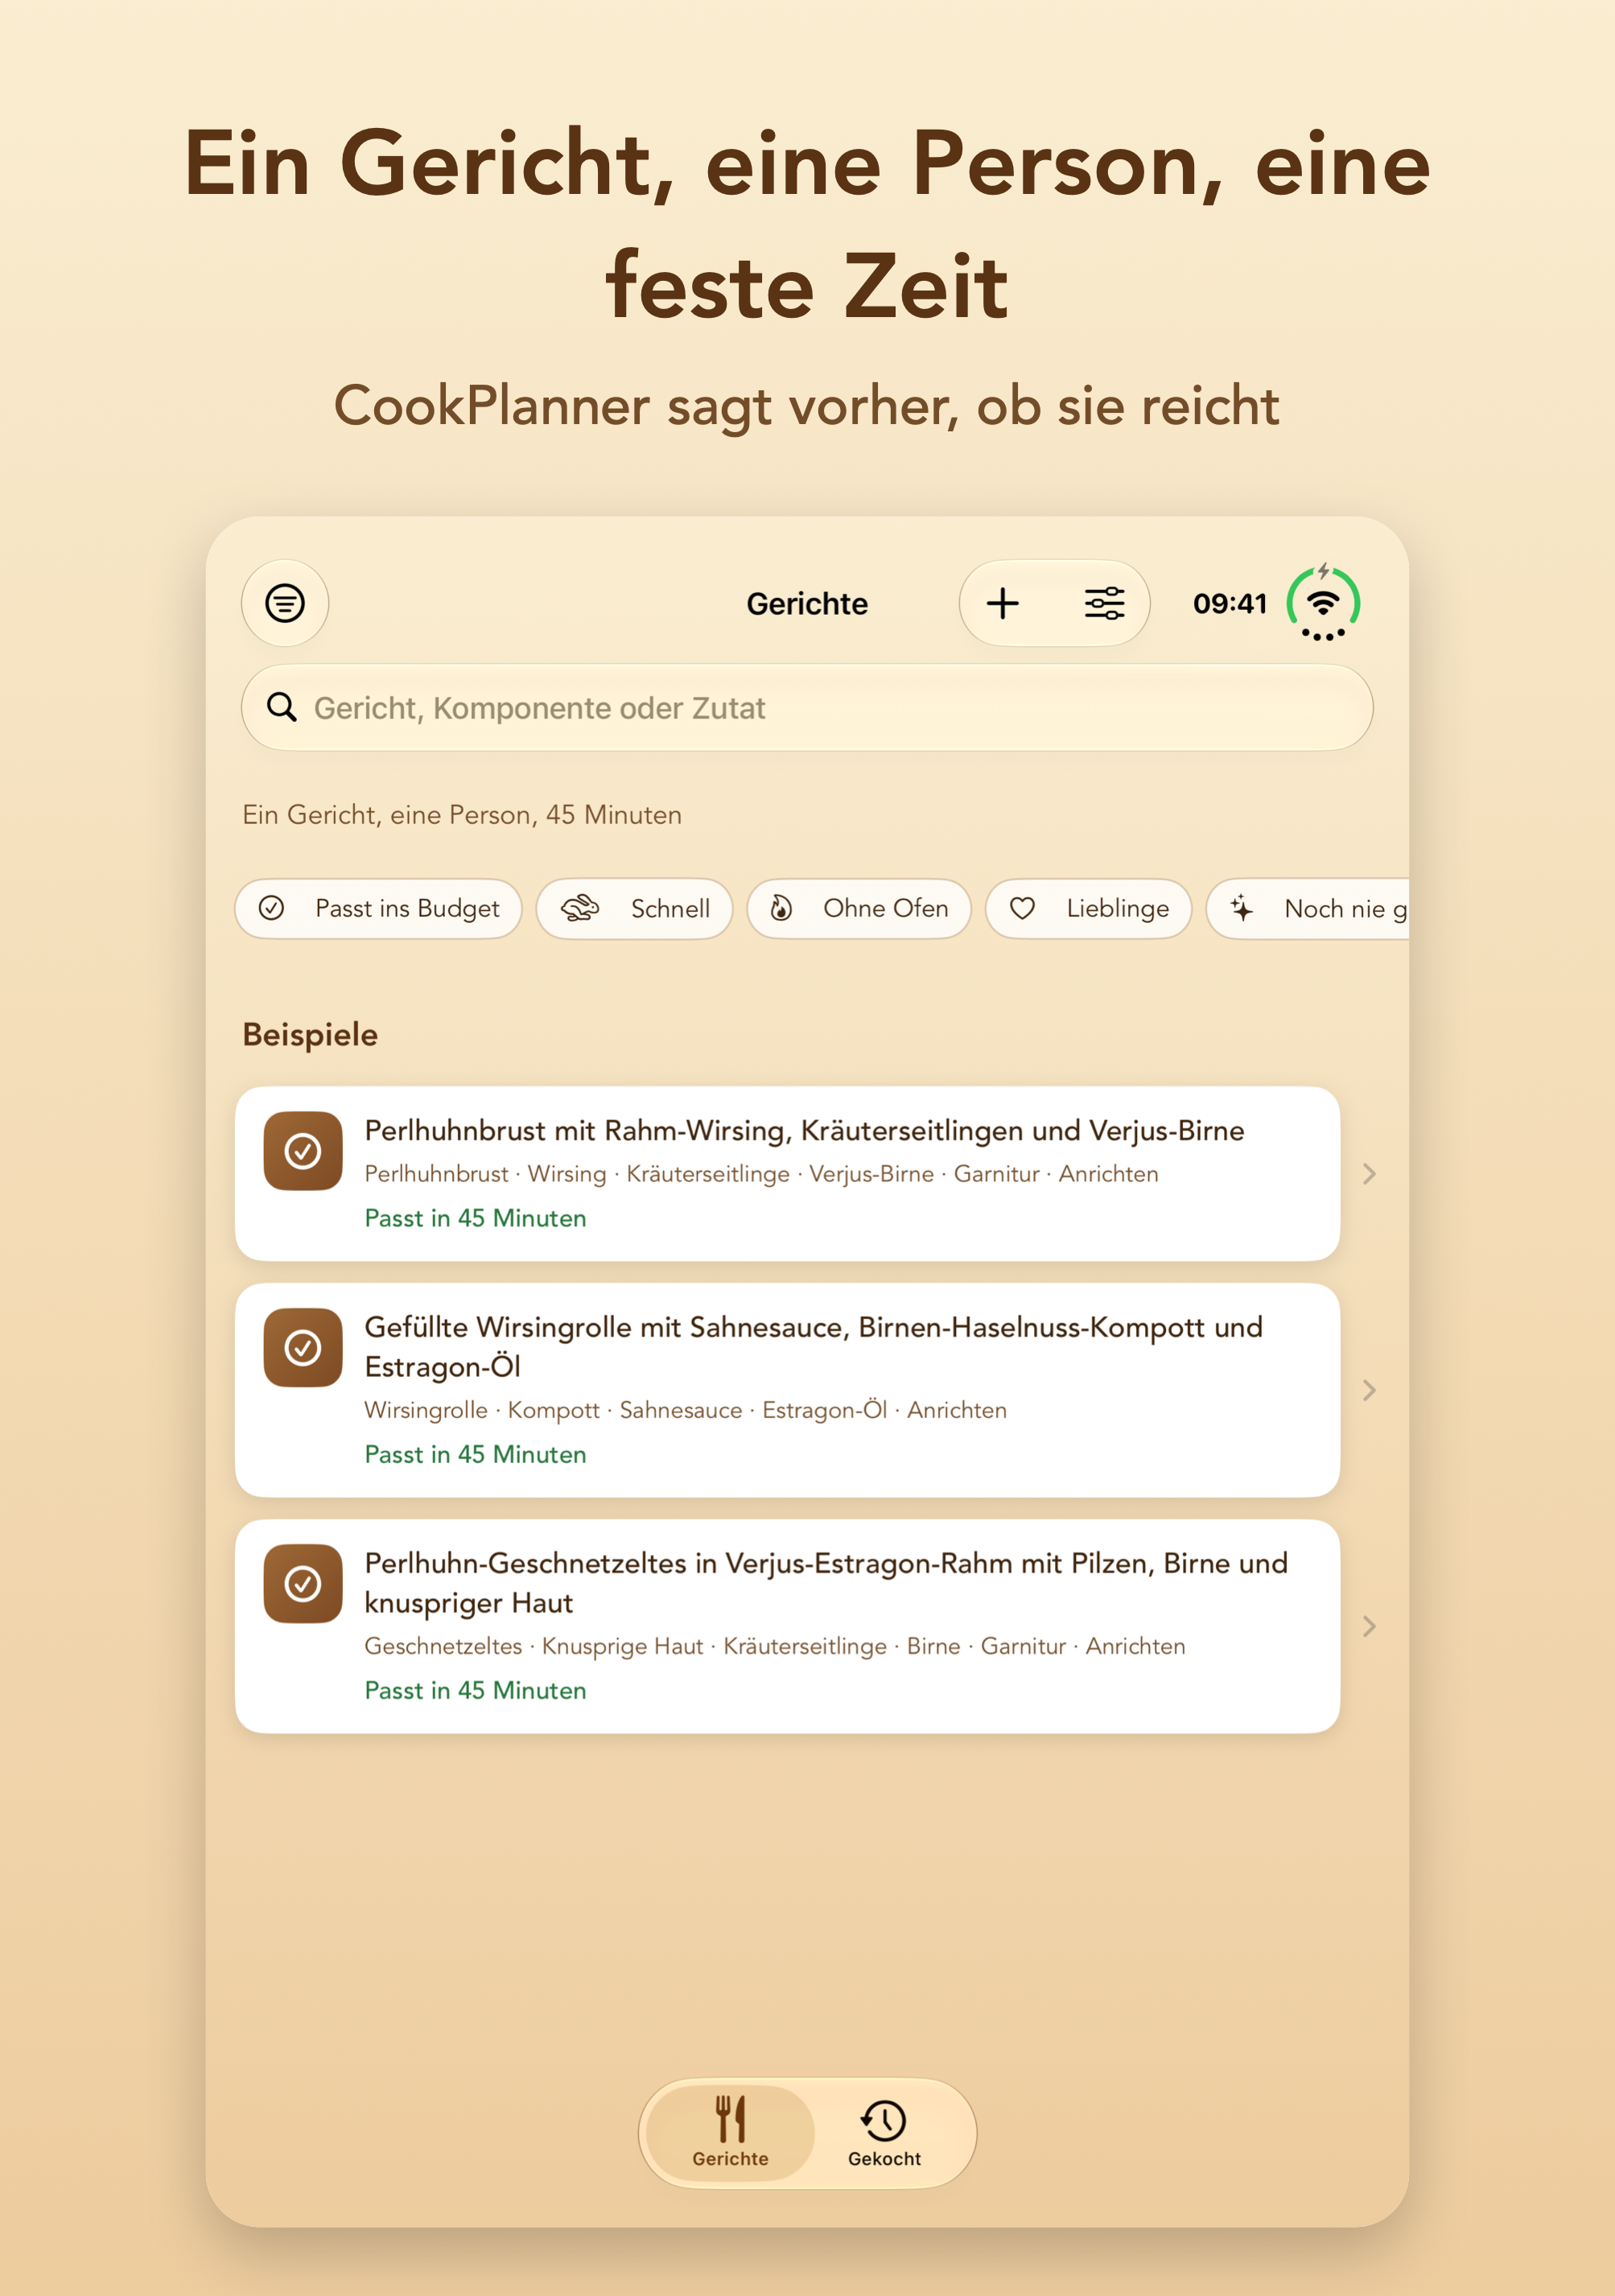 Ein Gericht, eine Person, eine
feste Zeit
CookPlanner sagt vorher, ob sie reicht
Gerichte
09:41
Gericht, Komponente oder Zutat
Ein Gericht, eine Person, 45 Minuten
Passt ins Budget
Schnell
Ohne Ofen
Lieblinge
Noch nie g
Beispiele
Perlhuhnbrust mit Rahm-Wirsing, Kräuterseitlingen und Verjus-Birne
Perlhuhnbrust · Wirsing · Kräuterseitlinge · Verjus-Birne · Garnitur · Anrichten
Passt in 45 Minuten
Gefüllte Wirsingrolle mit Sahnesauce, Birnen-Haselnuss-Kompott und
Estragon-Öl
Wirsingrolle · Kompott · Sahnesauce · Estragon-Öl · Anrichten
Passt in 45 Minuten
Perlhuhn-Geschnetzeltes in Verjus-Estragon-Rahm mit Pilzen, Birne und
knuspriger Haut
Geschnetzeltes · Knusprige Haut · Kräuterseitlinge · Birne · Garnitur · Anrichten
Passt in 45 Minuten
Gerichte
Gekocht